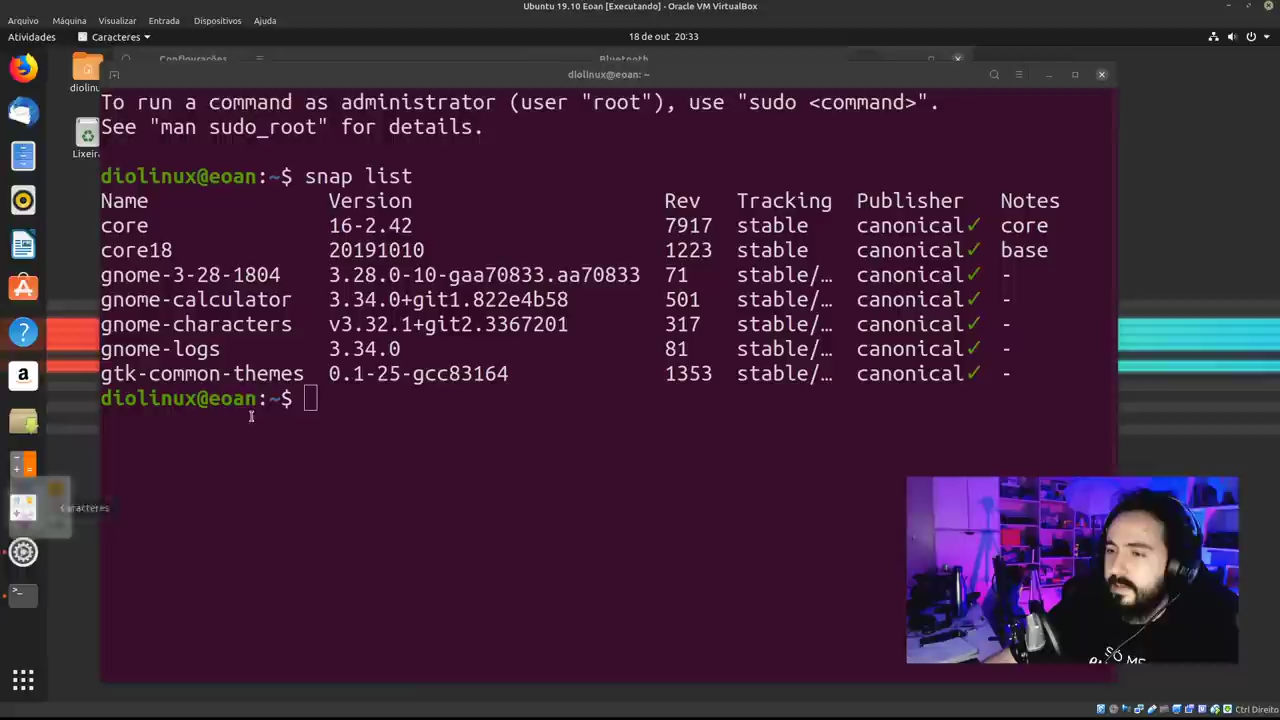 Ubuntu 19.10 Eoan [Executando] - Oracle VM VirtualBox
Arquivo Máquina Visualizar Entrada Dispositivos Ajuda
Atividades Caracteres 18 de out 20:33
Configurações Bluetooth
diolinux@eoan: ~
diolinu
Lixeir
To run a command as administrator (user "root"), use "sudo <command>".
See "man sudo_root" for details.
diolinux@eoan:~$ snap list
Name Version Rev Tracking Publisher Notes
core 16-2.42 7917 stable canonical✓ core
core18 20191010 1223 stable canonical✓ base
gnome-3-28-1804 3.28.0-10-gaa70833.aa70833 71 stable/… canonical✓ -
gnome-calculator 3.34.0+git1.822e4b58 501 stable/… canonical✓ -
gnome-characters v3.32.1+git2.3367201 317 stable/… canonical✓ -
gnome-logs 3.34.0 81 stable/… canonical✓ -
gtk-common-themes 0.1-25-gcc83164 1353 stable/… canonical✓ -
diolinux@eoan:~$
Caracteres
Ctrl Direito